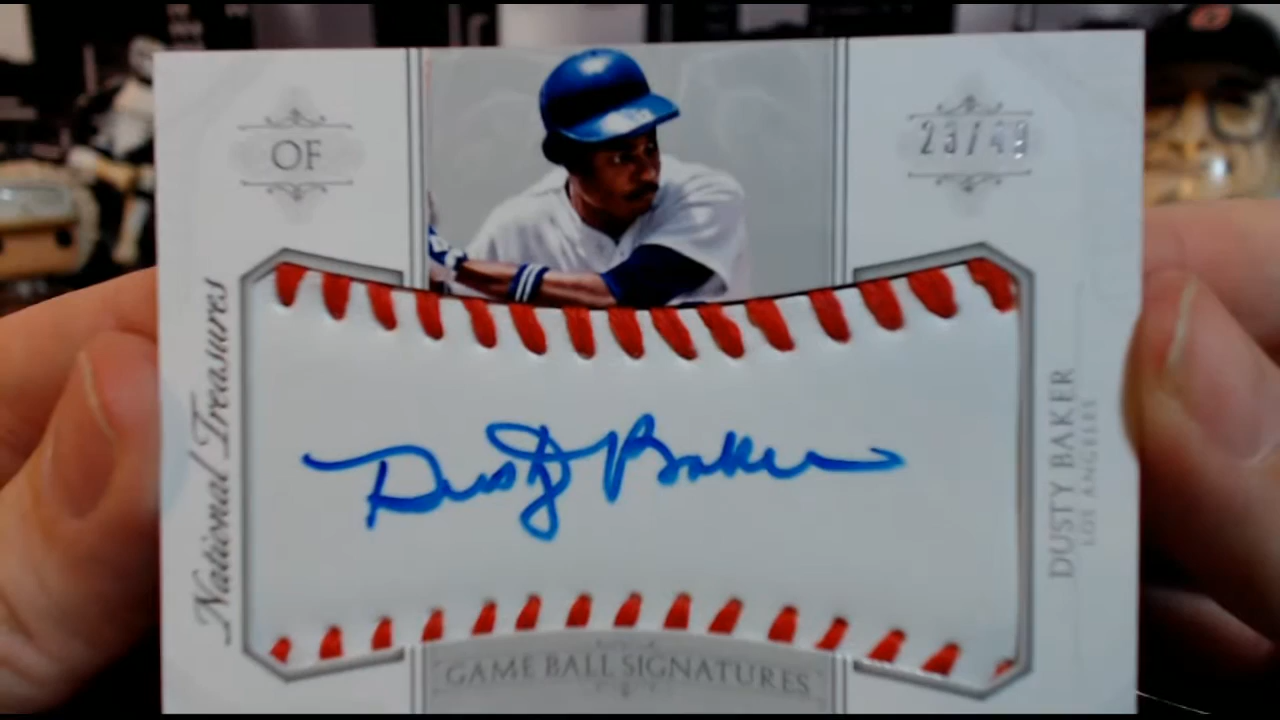 OF
23/49
National Treasures
Dusty Baker
DUSTY BAKER
LOS ANGELES
GAME BALL SIGNATURES